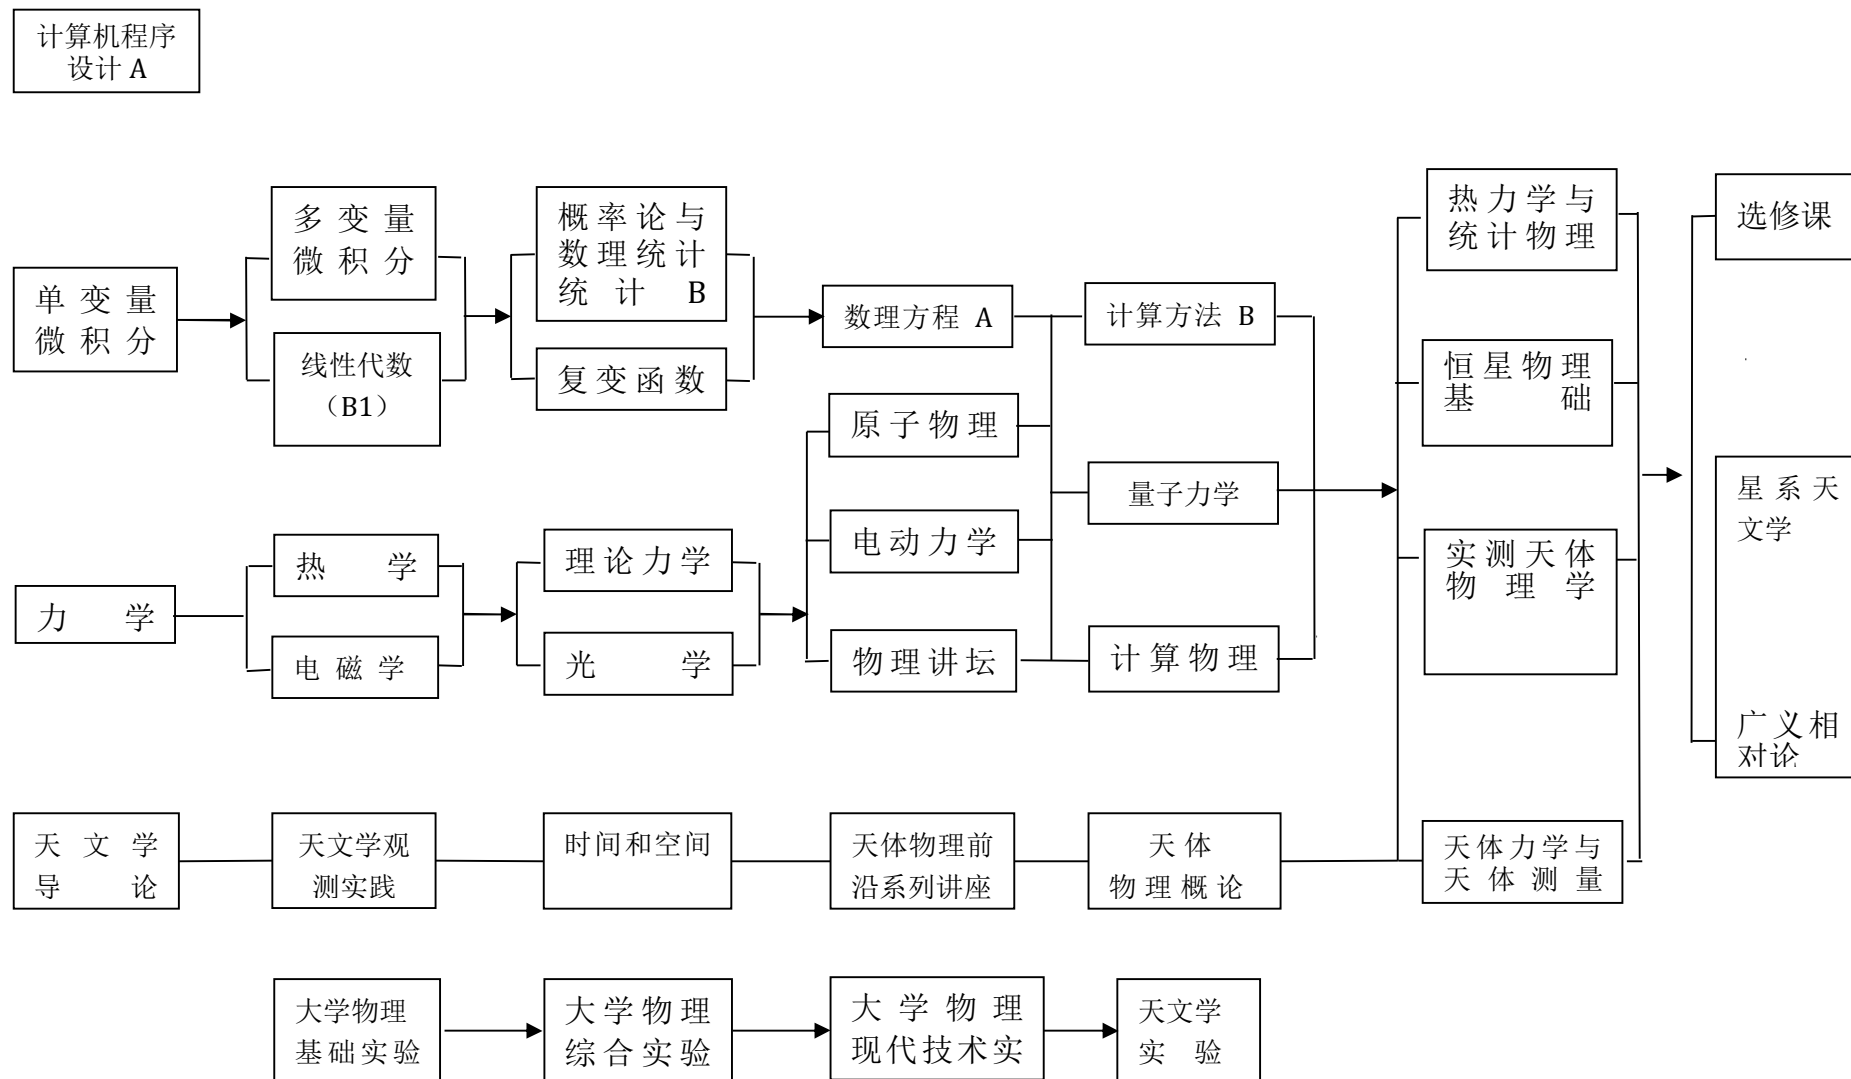 计算机程序
设计 A
单变量
微积分
多变量
微积分
线性代数
（B1）
概率论与
数理统计
统计 B
复变函数
数理方程 A
计算方法 B
热力学与
统计物理
选修课
恒星物理
基础
原子物理
量子力学
电动力学
星系天
文学
实测天体
物理学
力学
热学
电磁学
理论力学
光学
物理讲坛
计算物理
广义相
对论
天文学
导论
天文学观
测实践
时间和空间
天体物理前
沿系列讲座
天体
物理概论
天体力学与
天体测量
大学物理
基础实验
大学物理
综合实验
大学物理
现代技术实
天文学
实验